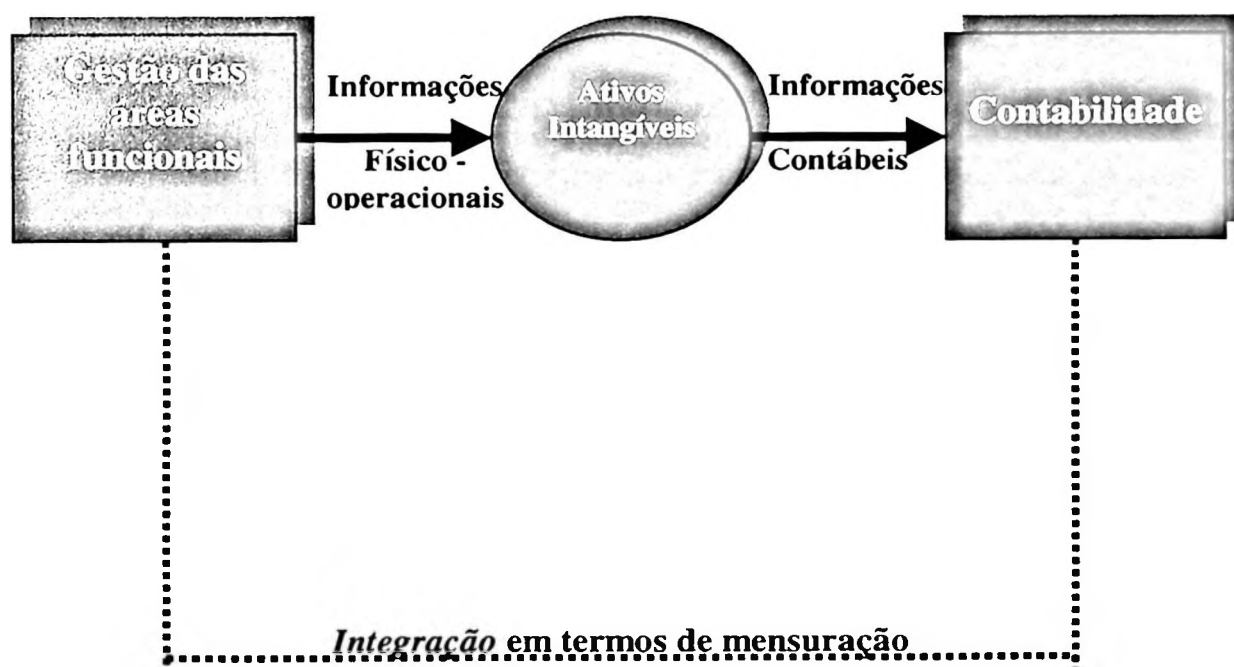 Gestão das
áreas
funcionais
Informações
Físico -
operacionais
Ativos
Intangíveis
Informações
Contábeis
Contabilidade
Integração em termos de mensuração